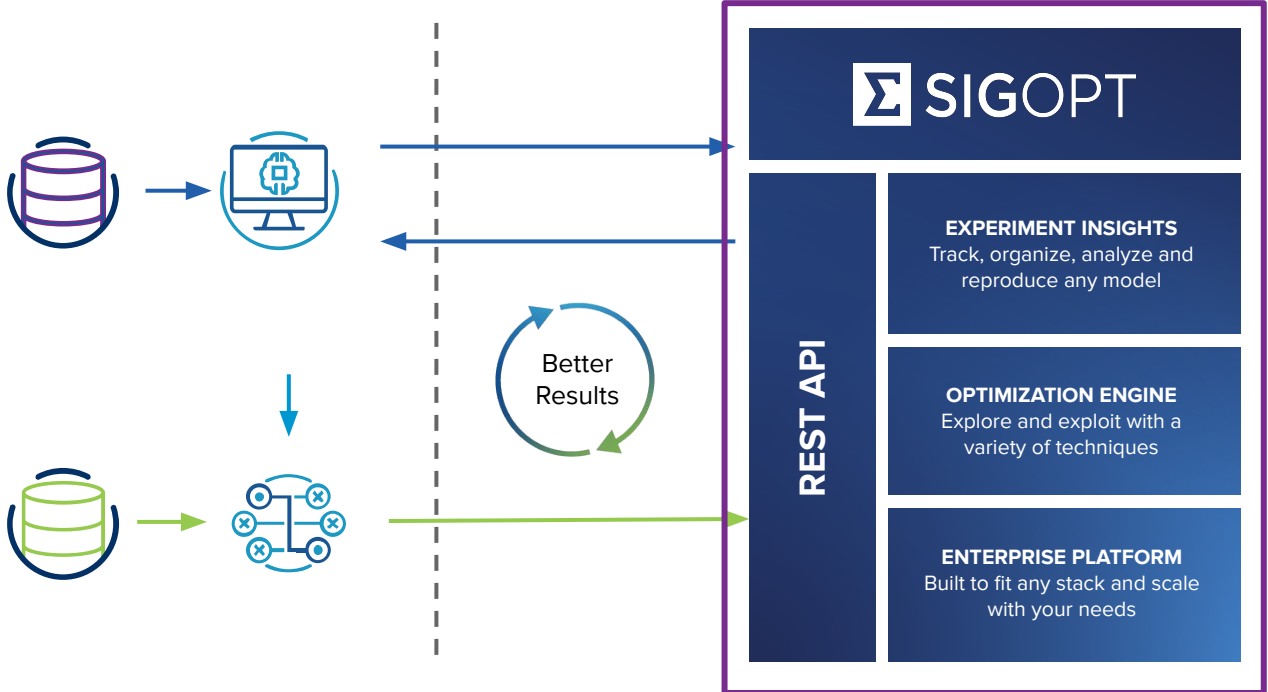 SIGOPT
EXPERIMENT INSIGHTS
Track, organize, analyze and
reproduce any model
Better
Results
REST API
OPTIMIZATION ENGINE
Explore and exploit with a
variety of techniques
ENTERPRISE PLATFORM
Built to fit any stack and scale
with your needs